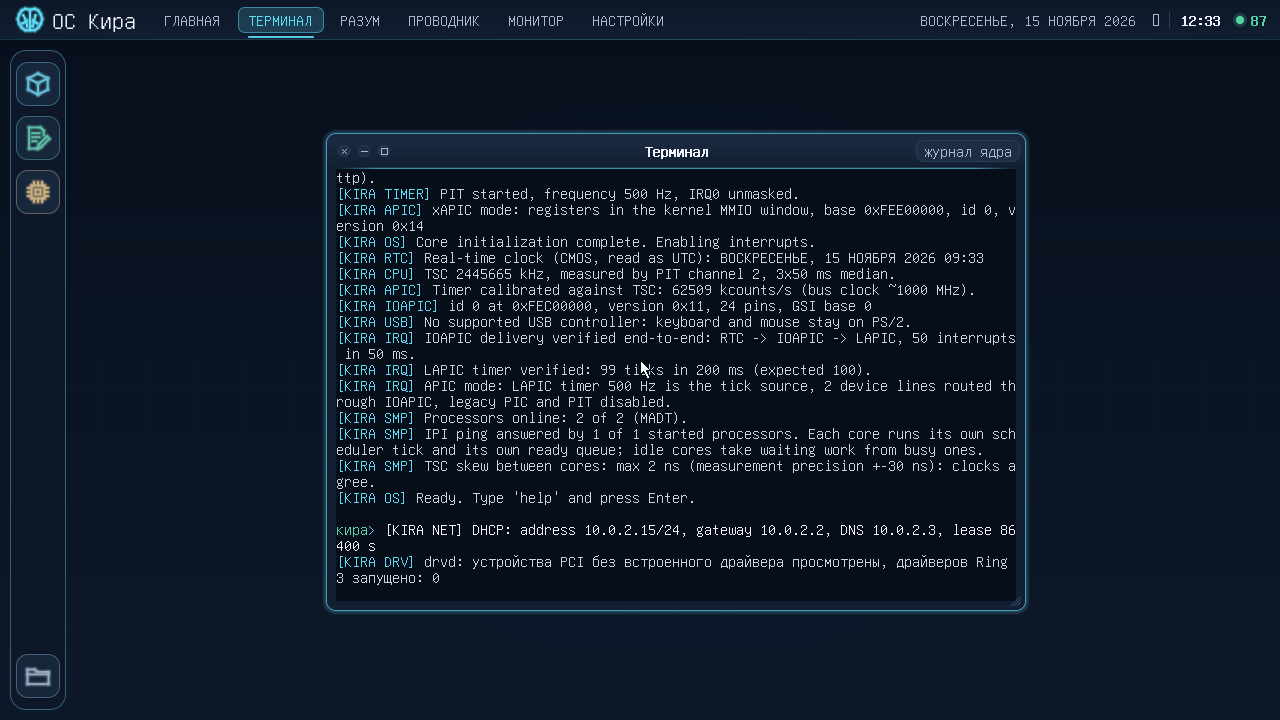 ОС Кира ГЛАВНАЯ ТЕРМИНАЛ РАЗУМ ПРОВОДНИК МОНИТОР НАСТРОЙКИ ВОСКРЕСЕНЬЕ, 15 НОЯБРЯ 2026 12:33 87
Терминал журнал ядра
ttp).
[KIRA TIMER] PIT started, frequency 500 Hz, IRQ0 unmasked.
[KIRA APIC] xAPIC mode: registers in the kernel MMIO window, base 0xFEE00000, id 0, v
ersion 0x14
[KIRA OS] Core initialization complete. Enabling interrupts.
[KIRA RTC] Real-time clock (CMOS, read as UTC): ВОСКРЕСЕНЬЕ, 15 НОЯБРЯ 2026 09:33
[KIRA CPU] TSC 2445665 kHz, measured by PIT channel 2, 3x50 ms median.
[KIRA APIC] Timer calibrated against TSC: 62509 kcounts/s (bus clock ~1000 MHz).
[KIRA IOAPIC] id 0 at 0xFEC00000, version 0x11, 24 pins, GSI base 0
[KIRA USB] No supported USB controller: keyboard and mouse stay on PS/2.
[KIRA IRQ] IOAPIC delivery verified end-to-end: RTC -> IOAPIC -> LAPIC, 50 interrupts
in 50 ms.
[KIRA IRQ] LAPIC timer verified: 99 ticks in 200 ms (expected 100).
[KIRA IRQ] APIC mode: LAPIC timer 500 Hz is the tick source, 2 device lines routed th
rough IOAPIC, legacy PIC and PIT disabled.
[KIRA SMP] Processors online: 2 of 2 (MADT).
[KIRA SMP] IPI ping answered by 1 of 1 started processors. Each core runs its own sch
eduler tick and its own ready queue; idle cores take waiting work from busy ones.
[KIRA SMP] TSC skew between cores: max 2 ns (measurement precision +-30 ns): clocks a
gree.
[KIRA OS] Ready. Type 'help' and press Enter.
кира> [KIRA NET] DHCP: address 10.0.2.15/24, gateway 10.0.2.2, DNS 10.0.2.3, lease 86
400 s
[KIRA DRV] drvd: устройства PCI без встроенного драйвера просмотрены, драйверов Ring
3 запущено: 0